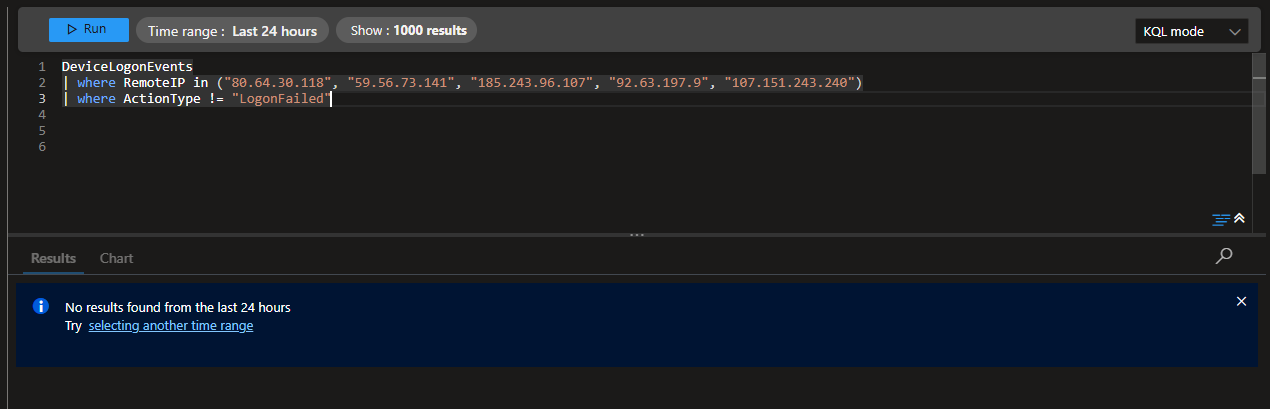 Run
Time range : Last 24 hours
Show : 1000 results
KQL mode
1 DeviceLogonEvents
2 | where RemoteIP in ("80.64.30.118", "59.56.73.141", "185.243.96.107", "92.63.197.9", "107.151.243.240")
3 | where ActionType != "LogonFailed"
4
5
6
Results Chart
No results found from the last 24 hours
Try selecting another time range